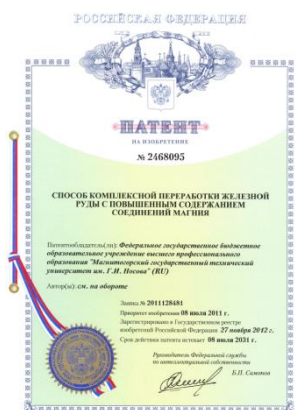 РОССИЙСКАЯ ФЕДЕРАЦИЯ
ПАТЕНТ
НА ИЗОБРЕТЕНИЕ
№ 2468095
СПОСОБ КОМПЛЕКСНОЙ ПЕРЕРАБОТКИ ЖЕЛЕЗНОЙ
РУДЫ С ПОВЫШЕННЫМ СОДЕРЖАНИЕМ
СОЕДИНЕНИЙ МАГНИЯ
Патентообладатель(ли): Федеральное государственное бюджетное
образовательное учреждение высшего профессионального
образования "Магнитогорский государственный технический
университет им. Г.И. Носова" (RU)
Автор(ы): см. на обороте
Заявка № 2011128491
Приоритет изобретения 08 июля 2011 г.
Зарегистрировано в Государственном реестре
изобретений Российской Федерации 27 ноября 2012 г.
Срок действия патента истекает 08 июля 2031 г.
Руководитель Федеральной службы
по интеллектуальной собственности
Б.П. Симонов